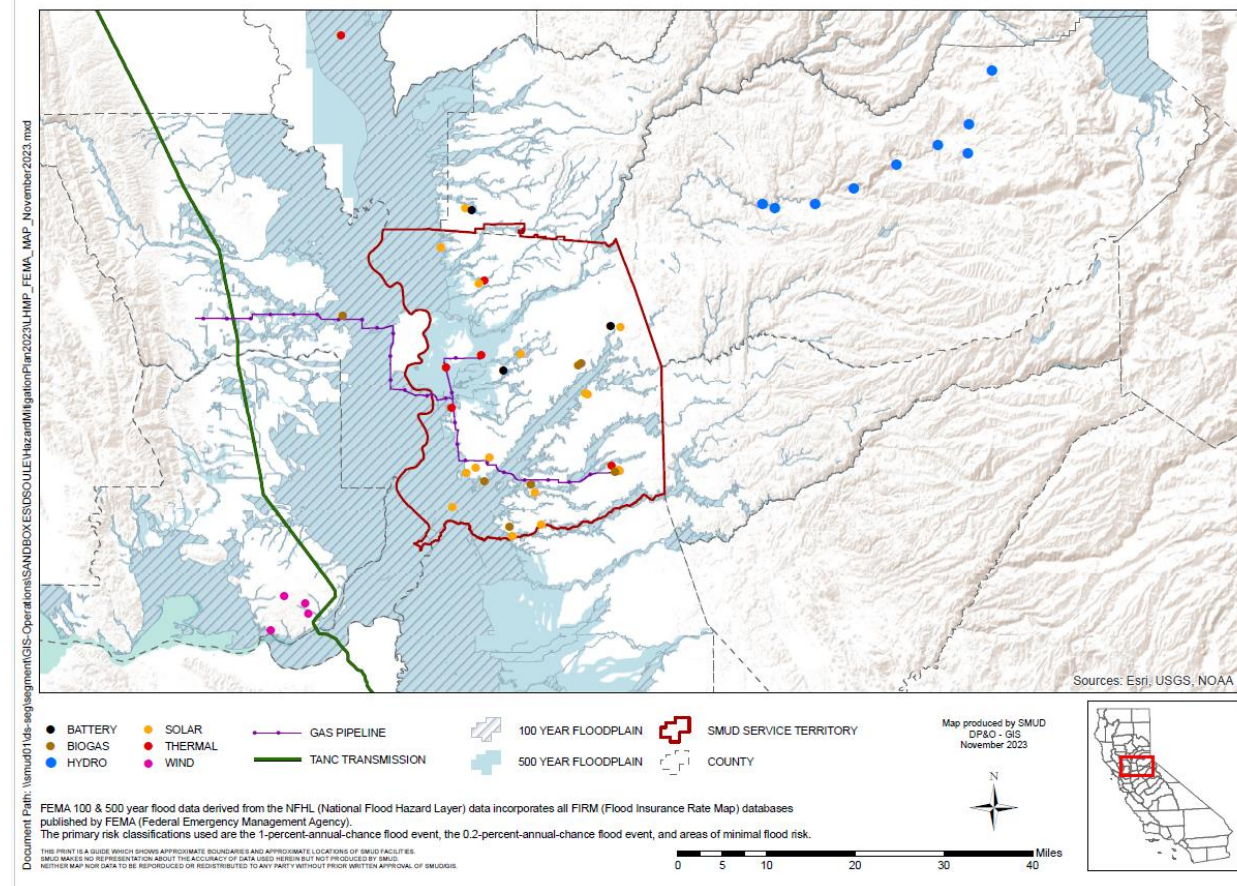 Document Path: \\smud01\ds-seg\segment\GIS-Operations\SANDBOXES\DSOULE\HazardMitigationPlan2023\LHMP_FEMA_MAP_November2023.mxd
Sources: Esri, USGS, NOAA
BATTERY
BIOGAS
HYDRO
SOLAR
THERMAL
WIND
GAS PIPELINE
TANC TRANSMISSION
100 YEAR FLOODPLAIN
500 YEAR FLOODPLAIN
SMUD SERVICE TERRITORY
COUNTY
Map produced by SMUD
DP&O - GIS
November 2023
N
FEMA 100 & 500 year flood data derived from the NFHL (National Flood Hazard Layer) data incorporates all FIRM (Flood Insurance Rate Map) databases
published by FEMA (Federal Emergency Management Agency).
The primary risk classifications used are the 1-percent-annual-chance flood event, the 0.2-percent-annual-chance flood event, and areas of minimal flood risk.
THIS PRINT IS A GUIDE WHICH SHOWS APPROXIMATE BOUNDARIES AND APPROXIMATE LOCATIONS OF SMUD FACILITIES.
SMUD MAKES NO REPRESENTATION ABOUT THE ACCURACY OF DATA USED HEREIN BUT NOT PRODUCED BY SMUD.
NEITHER MAP NOR DATA TO BE REPORODUCED OR REDISTRIBUTED TO ANY PARTY WITHOUT PRIOR WRITTEN APPROVAL OF SMUD/GIS.
0 5 10 20 30 40 Miles